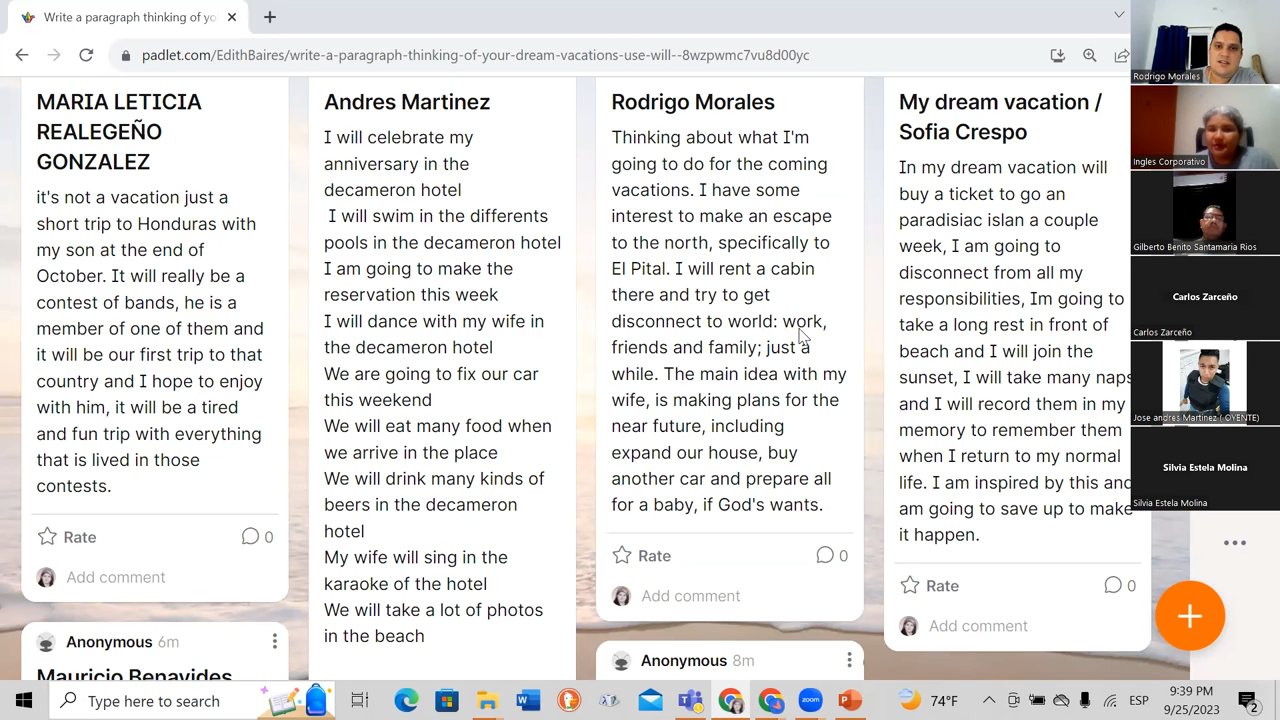 Write a paragraph thinking of yo
padlet.com/EdithBaires/write-a-paragraph-thinking-of-your-dream-vacations-use-will--8wzpwmc7vu8d00yc
MARIA LETICIA
REALEGEÑO
GONZALEZ
it's not a vacation just a
short trip to Honduras with
my son at the end of
October. It will really be a
contest of bands, he is a
member of one of them and
it will be our first trip to that
country and I hope to enjoy
with him, it will be a tired
and fun trip with everything
that is lived in those
contests.
Rate
0
Add comment
Anonymous 6m
Mauricio Benavides
Andres Martinez
I will celebrate my
anniversary in the
decameron hotel
I will swim in the differents
pools in the decameron hotel
I am going to make the
reservation this week
I will dance with my wife in
the decameron hotel
We are going to fix our car
this weekend
We will eat many food when
we arrive in the place
We will drink many kinds of
beers in the decameron
hotel
My wife will sing in the
karaoke of the hotel
We will take a lot of photos
in the beach
Rodrigo Morales
Thinking about what I'm
going to do for the coming
vacations. I have some
interest to make an escape
to the north, specifically to
El Pital. I will rent a cabin
there and try to get
disconnect to world: work,
friends and family; just a
while. The main idea with my
wife, is making plans for the
near future, including
expand our house, buy
another car and prepare all
for a baby, if God's wants.
Rate
0
Add comment
Anonymous 8m
My dream vacation /
Sofia Crespo
In my dream vacation will
buy a ticket to go an
paradisiac islan a couple
week, I am going to
disconnect from all my
responsibilities, Im going to
take a long rest in front of
beach and I will join the
sunset, I will take many naps
and I will record them in my
memory to remember them
when I return to my normal
life. I am inspired by this and
am going to save up to make
it happen.
Rate
0
Add comment
Rodrigo Morales
Ingles Corporativo
Gilberto Benito Santamaria Rios
Carlos Zarceño
Carlos Zarceño
Jose andres Martinez ( OYENTE)
Silvia Estela Molina
Silvia Estela Molina
Type here to search
zoom
74°F
ESP
9:39 PM
9/25/2023
2